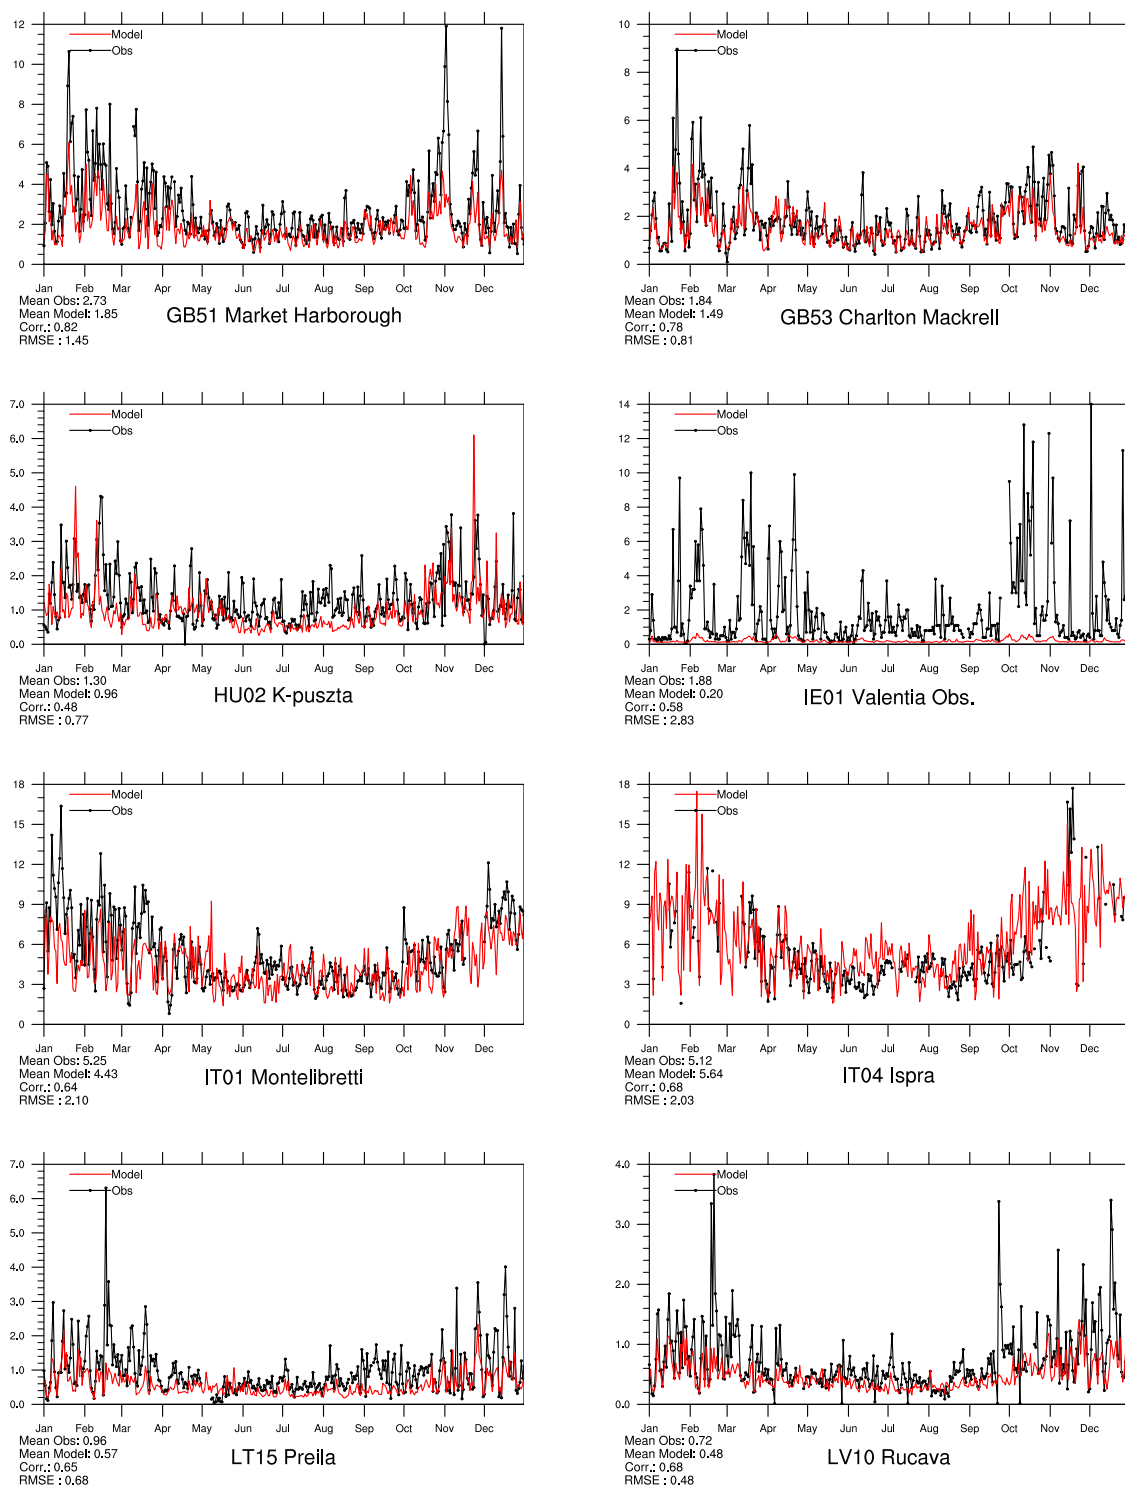 12
10
8
6
4
2
0
Model
Obs
Jan Feb Mar Apr May Jun Jul Aug Sep Oct Nov Dec
Mean Obs: 2.73
Mean Model: 1.85
Corr.: 0.82
RMSE : 1.45
GB51 Market Harborough
10
8
6
4
2
0
Model
Obs
Jan Feb Mar Apr May Jun Jul Aug Sep Oct Nov Dec
Mean Obs: 1.84
Mean Model: 1.49
Corr.: 0.78
RMSE : 0.81
GB53 Charlton Mackrell
7.0
6.0
5.0
4.0
3.0
2.0
1.0
0.0
Model
Obs
Jan Feb Mar Apr May Jun Jul Aug Sep Oct Nov Dec
Mean Obs: 1.30
Mean Model: 0.96
Corr.: 0.48
RMSE : 0.77
HU02 K-puszta
14
12
10
8
6
4
2
0
Model
Obs
Jan Feb Mar Apr May Jun Jul Aug Sep Oct Nov Dec
Mean Obs: 1.88
Mean Model: 0.20
Corr.: 0.58
RMSE : 2.83
IE01 Valentia Obs.
18
15
12
9
6
3
0
Model
Obs
Jan Feb Mar Apr May Jun Jul Aug Sep Oct Nov Dec
Mean Obs: 5.25
Mean Model: 4.43
Corr.: 0.64
RMSE : 2.10
IT01 Montelibretti
18
15
12
9
6
3
0
Model
Obs
Jan Feb Mar Apr May Jun Jul Aug Sep Oct Nov Dec
Mean Obs: 5.12
Mean Model: 5.64
Corr.: 0.68
RMSE : 2.03
IT04 Ispra
7.0
6.0
5.0
4.0
3.0
2.0
1.0
0.0
Model
Obs
Jan Feb Mar Apr May Jun Jul Aug Sep Oct Nov Dec
Mean Obs: 0.96
Mean Model: 0.57
Corr.: 0.65
RMSE : 0.68
LT15 Preila
4.0
3.0
2.0
1.0
0.0
Model
Obs
Jan Feb Mar Apr May Jun Jul Aug Sep Oct Nov Dec
Mean Obs: 0.72
Mean Model: 0.48
Corr.: 0.68
RMSE : 0.48
LV10 Rucava